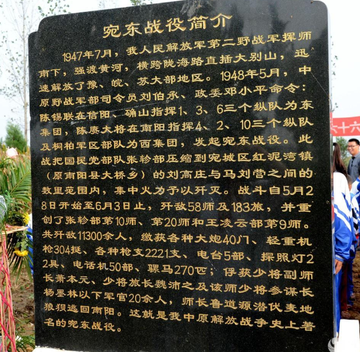 宛东战役简介
1947年7月，我人民解放军第二野战军挥师
南下，强渡黄河，横跨陇海路直插大别山，迅
速解放了豫、皖、苏大部地区。1948年5月，中
原野战军部司令员刘伯承、政委邓小平命令：
陈锡联在信阳、确山指挥1、3、6三个纵队为东
集团，陈赓大将在南阳指挥4、2、10三个纵队
及桐柏军区部队为西集团，发起宛东战役。此
战把国民党部队张轸部压缩到宛城区红泥湾镇
（原南阳县大桥乡）的刘高庄与马刘营之间的
数里范围内，集中火力予以歼灭。战斗自5月2
8日开始至6月3日止，歼敌58师及183旅，并重
创了张轸部第10师、第20师和王凌云部第9师。
共歼敌11300余人，缴获各种大炮40门、轻重机
枪304挺、各种枪支2221支、电台5部、探照灯2
2具、电话机50部、骡马270匹；俘获少将副师
长萧本元、少将旅长魏沛之及该师少将参谋长
杨墨林以下军官20余人，师长鲁道源潜伏麦地
狼狈逃回南阳。这就是我中原解放战争史上著
名的宛东战役。
六十六